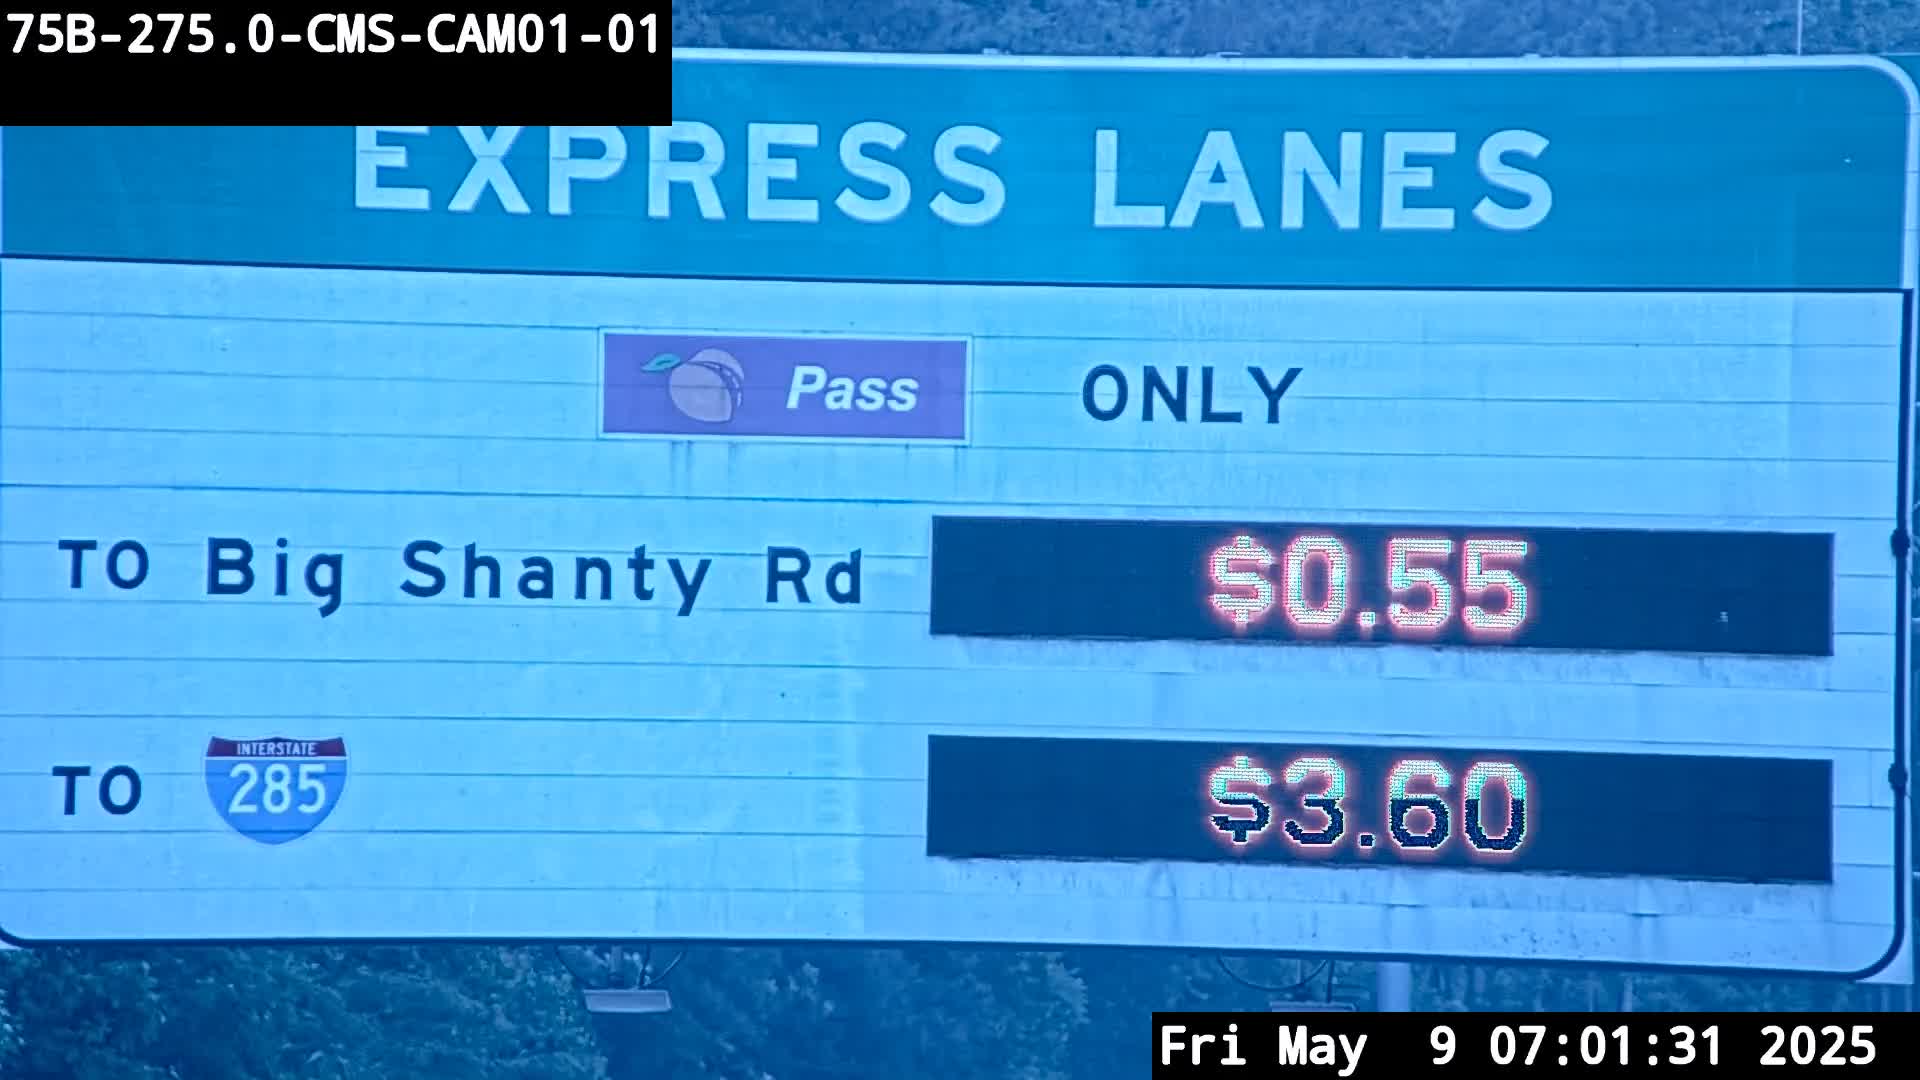 75B-275.0-CMS-CAM01-01
EXPRESS LANES
Pass ONLY
TO Big Shanty Rd $0.55
INTERSTATE
TO 285 $3.60
Fri May 9 07:01:31 2025